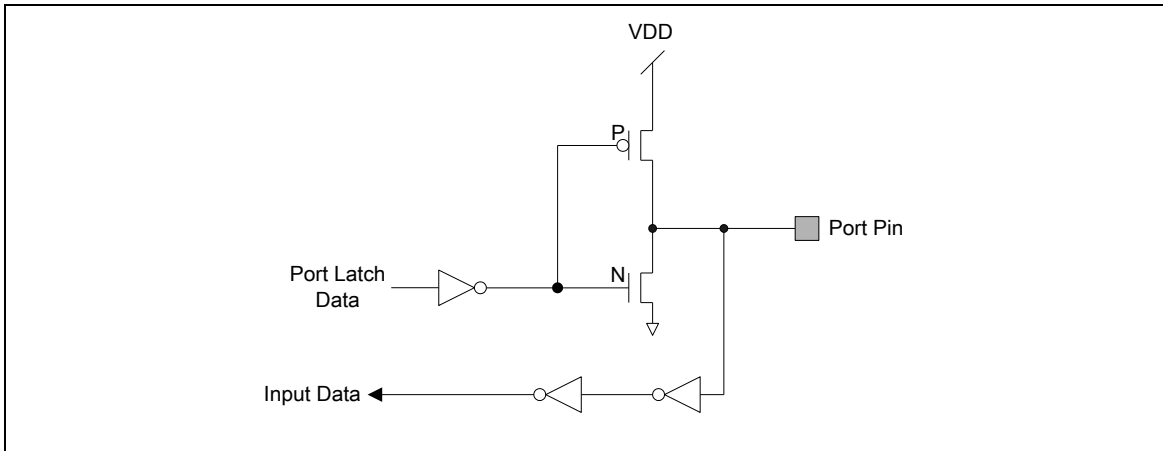 VDD
P
Port Pin
N
Port Latch
Data
Input Data